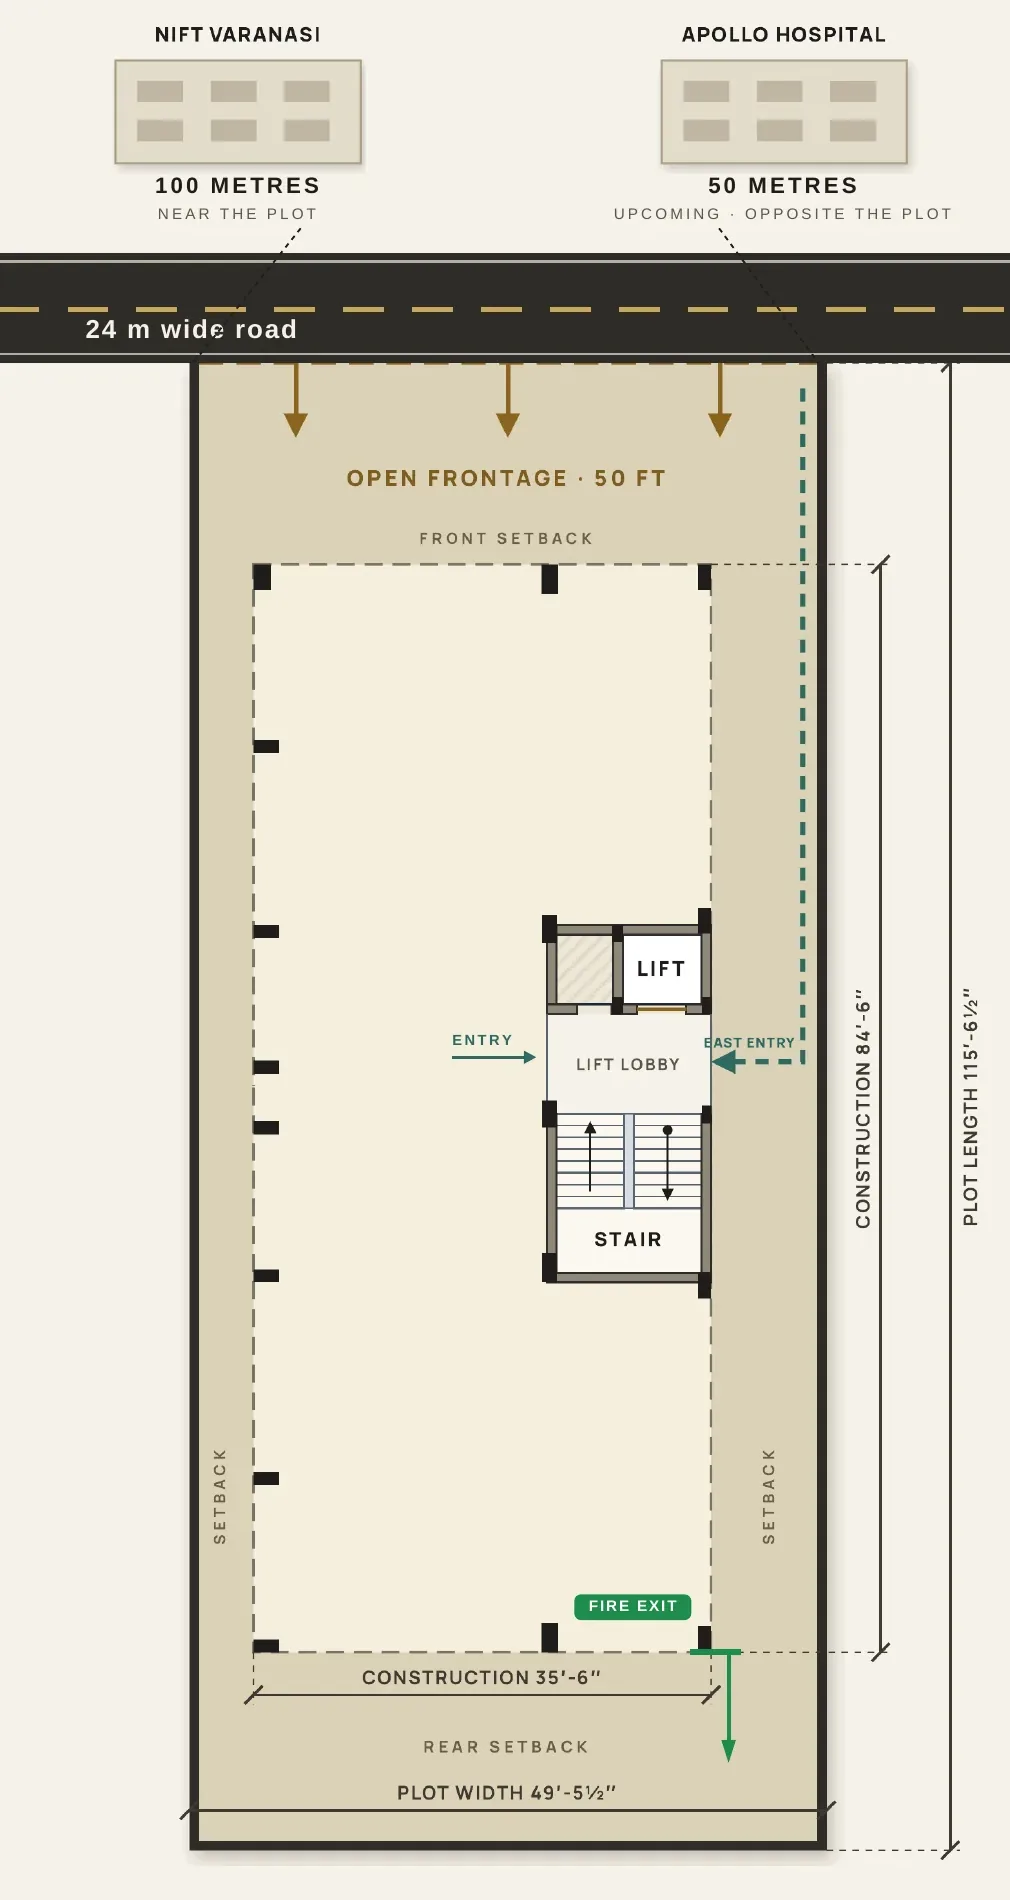 NIFT VARANASI
APOLLO HOSPITAL
100 METRES
50 METRES
NEAR THE PLOT
UPCOMING · OPPOSITE THE PLOT
24 m wide road
OPEN FRONTAGE · 50 FT
FRONT SETBACK
LIFT
ENTRY
EAST ENTRY
LIFT LOBBY
CONSTRUCTION 84'-6"
PLOT LENGTH 115'-6½"
STAIR
SETBACK
SETBACK
FIRE EXIT
CONSTRUCTION 35'-6"
REAR SETBACK
PLOT WIDTH 49'-5½"